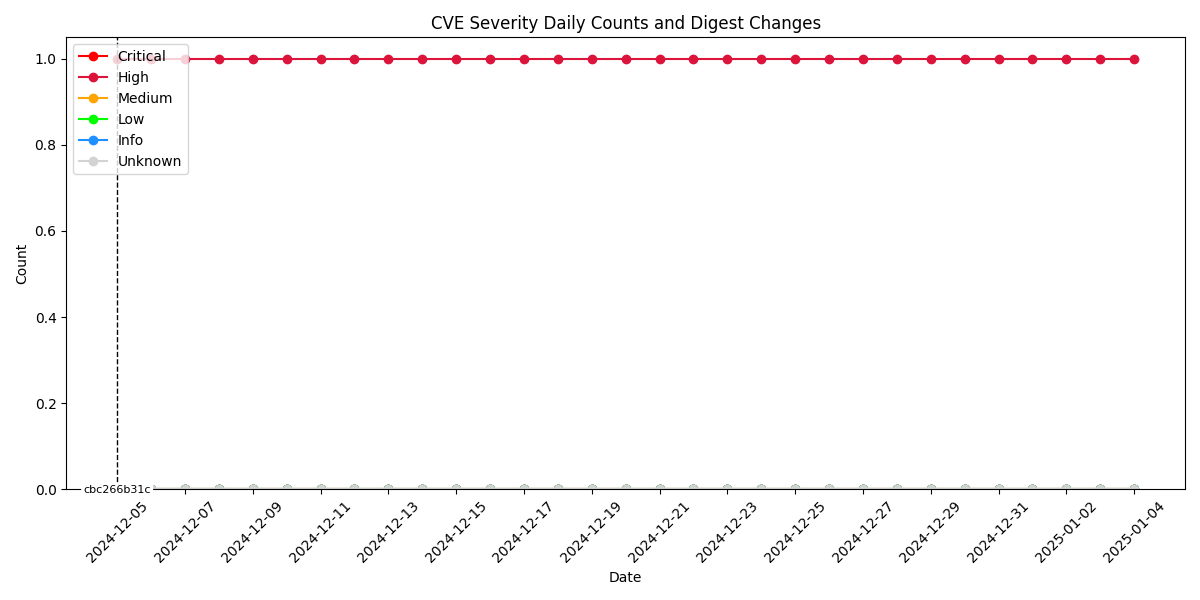 CVE Severity Daily Counts and Digest Changes
Critical
High
Medium
Low
Info
Unknown
1.0
0.8
0.6
0.4
0.2
0.0
Count
cbc266b31c
2024-12-05
2024-12-07
2024-12-09
2024-12-11
2024-12-13
2024-12-15
2024-12-17
2024-12-19
2024-12-21
2024-12-23
2024-12-25
2024-12-27
2024-12-29
2024-12-31
2025-01-02
2025-01-04
Date